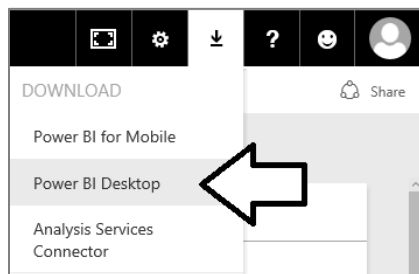 ?
DOWNLOAD
Share
Power BI for Mobile
Power BI Desktop
Analysis Services
Connector